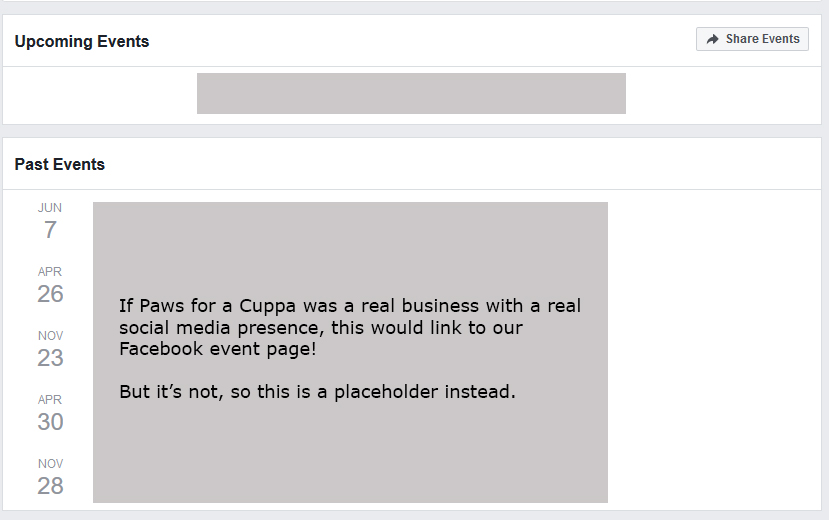 Upcoming Events
Share Events
Past Events
JUN
7
APR
26
NOV
23
APR
30
NOV
28
If Paws for a Cuppa was a real business with a real
social media presence, this would link to our
Facebook event page!
But it’s not, so this is a placeholder instead.